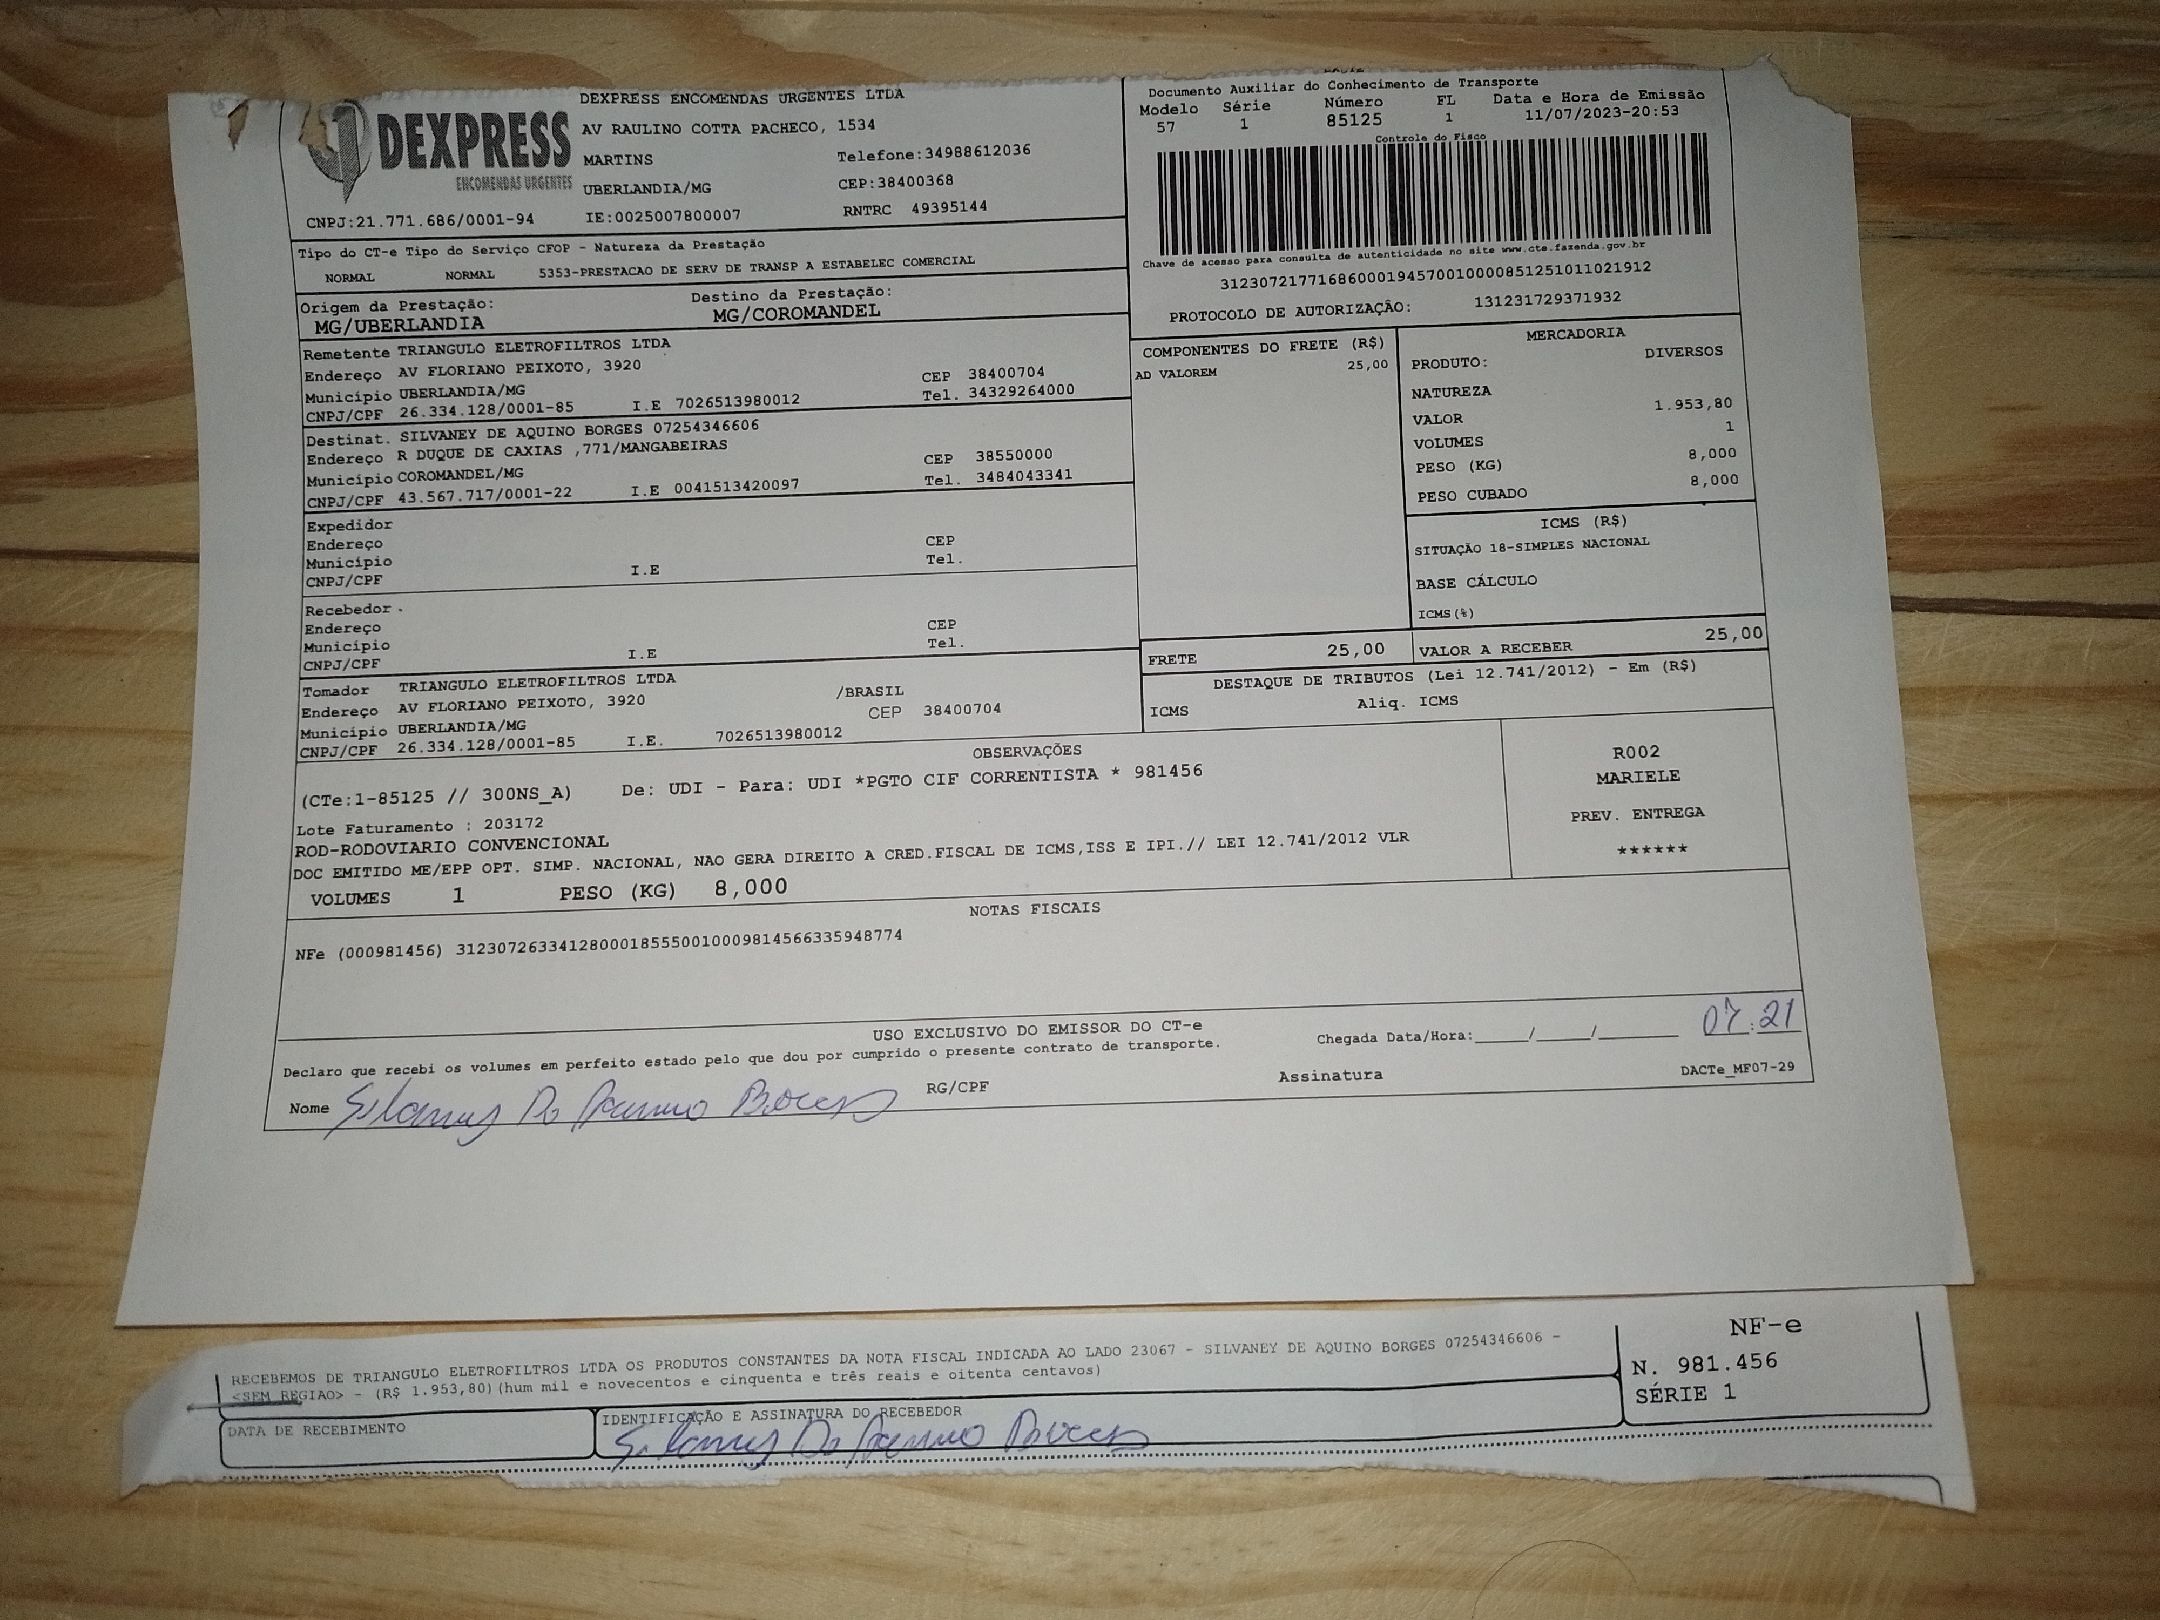 DEXPRESS
ENCOMENDAS URGENTES
DEXPRESS ENCOMENDAS URGENTES LTDA
AV RAULINO COTTA PACHECO, 1534
MARTINS Telefone:34988612036
UBERLANDIA/MG CEP:38400368
CNPJ:21.771.686/0001-94 IE:0025007800007 RNTRC 49395144
Documento Auxiliar do Conhecimento de Transporte
Modelo Série Número FL Data e Hora de Emissão
57 1 85125 1 11/07/2023-20:53
Controle do Fisco
Chave de acesso para consulta de autenticidade no site www.cte.fazenda.gov.br
31230721771686000194570010000851251011021912
PROTOCOLO DE AUTORIZAÇÃO: 131231729371932
Tipo do CT-e Tipo do Serviço CFOP - Natureza da Prestação
NORMAL NORMAL 5353-PRESTACAO DE SERV DE TRANSP A ESTABELEC COMERCIAL
Origem da Prestação: Destino da Prestação:
MG/UBERLANDIA MG/COROMANDEL
Remetente TRIANGULO ELETROFILTROS LTDA
Endereço AV FLORIANO PEIXOTO, 3920 CEP 38400704
Município UBERLANDIA/MG Tel. 34329264000
CNPJ/CPF 26.334.128/0001-85 I.E 7026513980012
Destinat. SILVANEY DE AQUINO BORGES 07254346606
Endereço R DUQUE DE CAXIAS ,771/MANGABEIRAS CEP 38550000
Município COROMANDEL/MG Tel. 3484043341
CNPJ/CPF 43.567.717/0001-22 I.E 0041513420097
Expedidor
Endereço CEP
Município Tel.
CNPJ/CPF I.E
Recebedor .
Endereço CEP
Município Tel.
CNPJ/CPF I.E
Tomador TRIANGULO ELETROFILTROS LTDA /BRASIL
Endereço AV FLORIANO PEIXOTO, 3920 CEP 38400704
Município UBERLANDIA/MG
CNPJ/CPF 26.334.128/0001-85 I.E. 7026513980012
COMPONENTES DO FRETE (R$)
AD VALOREM 25,00
MERCADORIA
PRODUTO: DIVERSOS
NATUREZA
VALOR 1.953,80
VOLUMES 1
PESO (KG) 8,000
PESO CUBADO 8,000
ICMS (R$)
SITUAÇÃO 18-SIMPLES NACIONAL
BASE CÁLCULO
ICMS(%)
FRETE 25,00 VALOR A RECEBER 25,00
DESTAQUE DE TRIBUTOS (Lei 12.741/2012) - Em (R$)
ICMS Aliq. ICMS
OBSERVAÇÕES
(CTe:1-85125 // 300NS_A) De: UDI - Para: UDI *PGTO CIF CORRENTISTA * 981456
Lote Faturamento : 203172
ROD-RODOVIARIO CONVENCIONAL
DOC EMITIDO ME/EPP OPT. SIMP. NACIONAL, NAO GERA DIREITO A CRED.FISCAL DE ICMS,ISS E IPI.// LEI 12.741/2012 VLR
VOLUMES 1 PESO (KG) 8,000
R002
MARIELE
PREV. ENTREGA
******
NOTAS FISCAIS
NFe (000981456) 31230726334128000185550010009814566335948774
USO EXCLUSIVO DO EMISSOR DO CT-e
Declaro que recebi os volumes em perfeito estado pelo que dou por cumprido o presente contrato de transporte.
Chegada Data/Hora:_____/_____/_______ 07:21
Nome RG/CPF Assinatura DACTe_MF07-29
RECEBEMOS DE TRIANGULO ELETROFILTROS LTDA OS PRODUTOS CONSTANTES DA NOTA FISCAL INDICADA AO LADO 23067 - SILVANEY DE AQUINO BORGES 07254346606 -
<SEM REGIAO> - (R$ 1.953,80)(hum mil e novecentos e cinquenta e três reais e oitenta centavos)
DATA DE RECEBIMENTO
IDENTIFICAÇÃO E ASSINATURA DO RECEBEDOR
NF-e
N. 981.456
SÉRIE 1